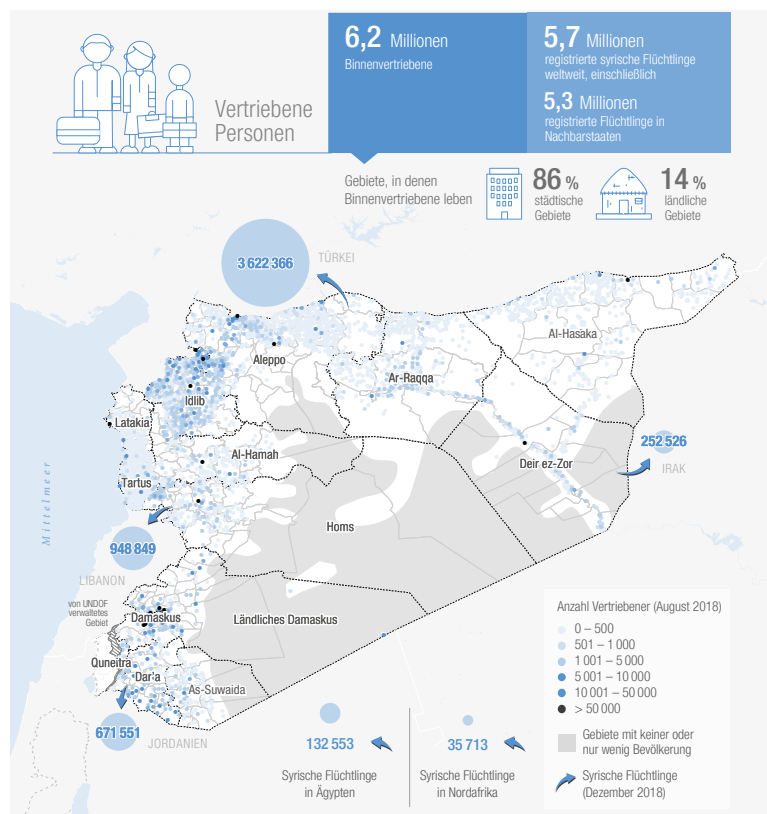 Vertriebene
Personen
6,2 Millionen
Binnenvertriebene
5,7 Millionen
registrierte syrische Flüchtlinge
weltweit, einschließlich
5,3 Millionen
registrierte Flüchtlinge in
Nachbarstaaten
Gebiete, in denen
Binnenvertriebene leben
86 %
städtische
Gebiete
14 %
ländliche
Gebiete
3 622 366
TÜRKEI
Al-Hasaka
Aleppo
Ar-Raqqa
Idlib
Latakia
252 526
IRAK
Al-Hamah
Deir ez-Zor
Tartus
Mittelmeer
Homs
948 849
LIBANON
von UNDOF
verwaltetes
Gebiet
Damaskus
Ländliches Damaskus
Quneitra
Dar'a
As-Suwaida
671 551
JORDANIEN
132 553
Syrische Flüchtlinge
in Ägypten
35 713
Syrische Flüchtlinge
in Nordafrika
Anzahl Vertriebener (August 2018)
0 – 500
501 – 1 000
1 001 – 5 000
5 001 – 10 000
10 001 – 50 000
> 50 000
Gebiete mit keiner oder
nur wenig Bevölkerung
Syrische Flüchtlinge
(Dezember 2018)